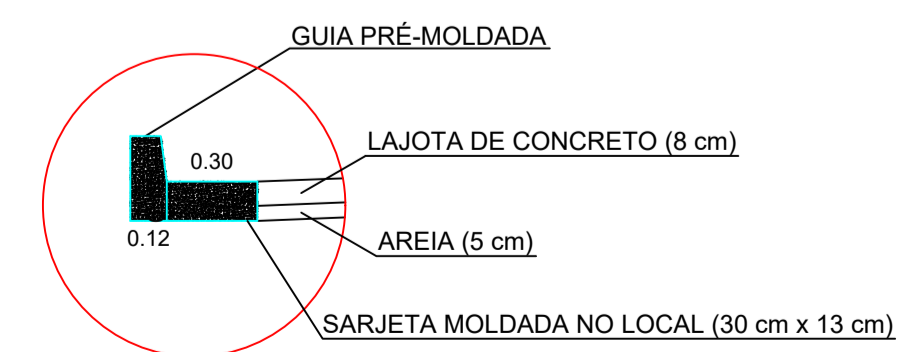 GUIA PRÉ-MOLDADA
LAJOTA DE CONCRETO (8 cm)
0.30
0.12
AREIA (5 cm)
SARJETA MOLDADA NO LOCAL (30 cm x 13 cm)